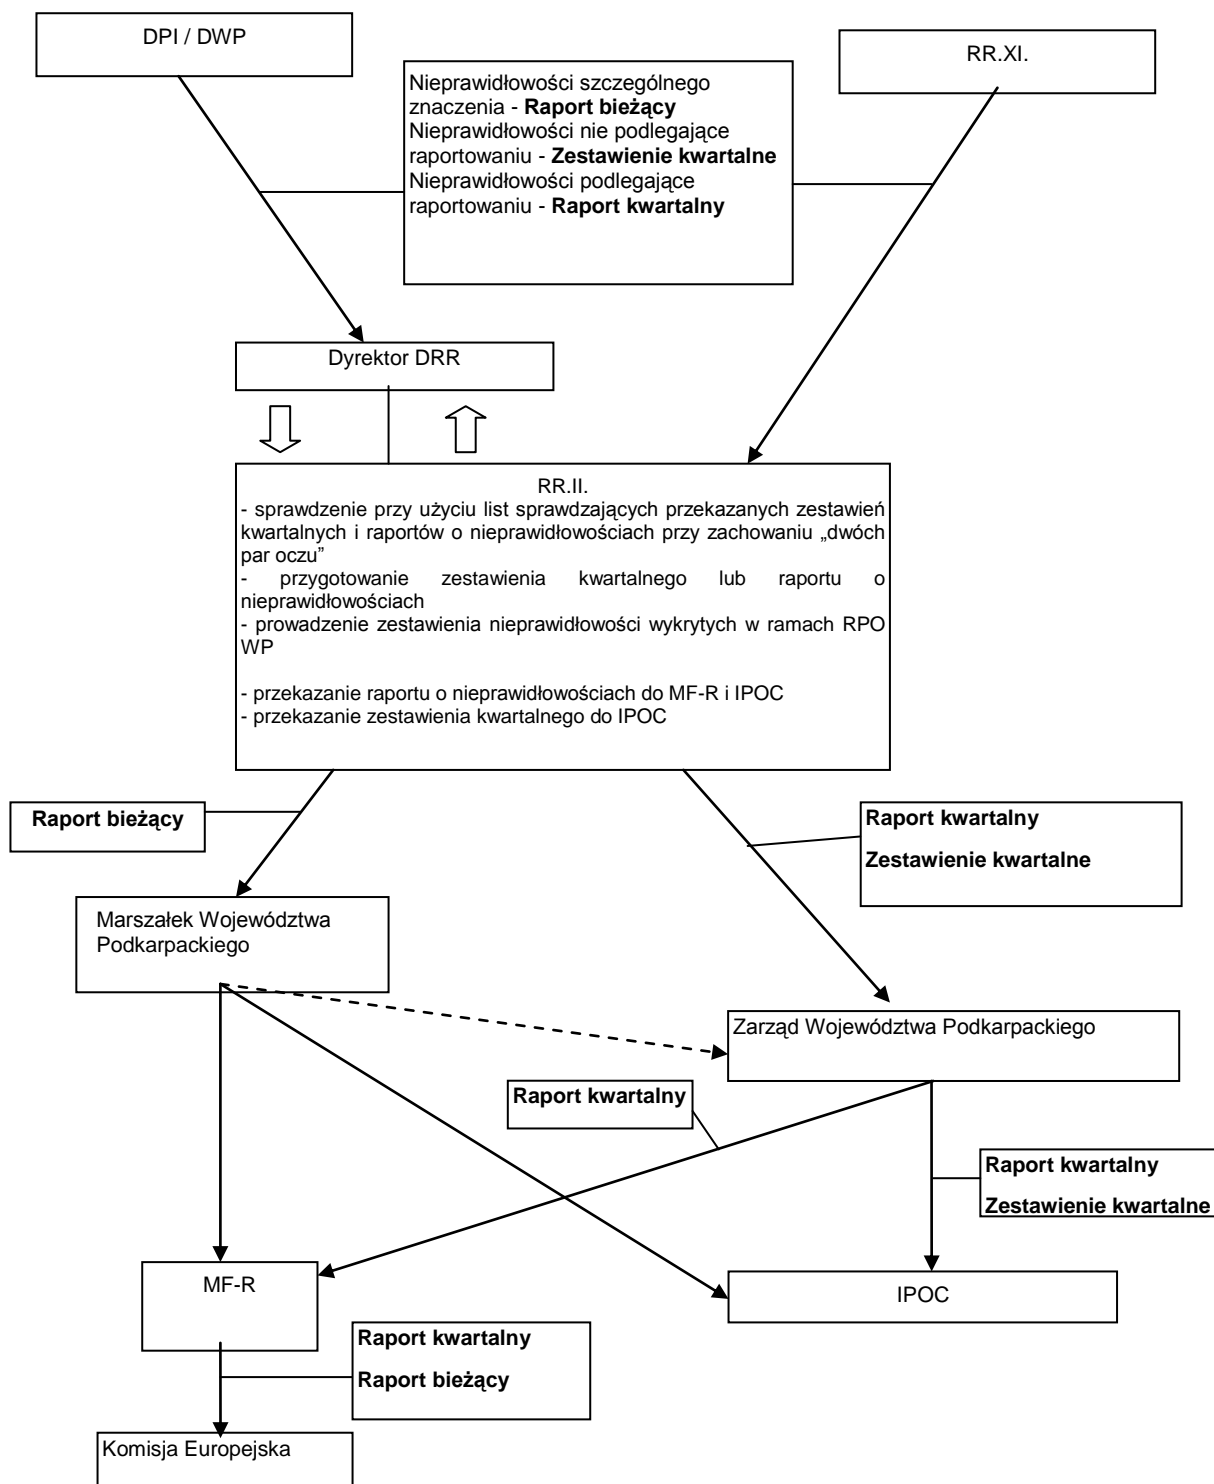 DPI / DWP
RR.XI.
Nieprawidłowości szczególnego
znaczenia - Raport bieżący
Nieprawidłowości nie podlegające
raportowaniu - Zestawienie kwartalne
Nieprawidłowości podlegające
raportowaniu - Raport kwartalny
Dyrektor DRR
RR.II.
- sprawdzenie przy użyciu list sprawdzających przekazanych zestawień
kwartalnych i raportów o nieprawidłowościach przy zachowaniu „dwóch
par oczu”
- przygotowanie zestawienia kwartalnego lub raportu o
nieprawidłowościach
- prowadzenie zestawienia nieprawidłowości wykrytych w ramach RPO
WP
- przekazanie raportu o nieprawidłowościach do MF-R i IPOC
- przekazanie zestawienia kwartalnego do IPOC
Raport bieżący
Raport kwartalny
Zestawienie kwartalne
Marszałek Województwa
Podkarpackiego
Zarząd Województwa Podkarpackiego
Raport kwartalny
Raport kwartalny
Zestawienie kwartalne
MF-R
IPOC
Raport kwartalny
Raport bieżący
Komisja Europejska